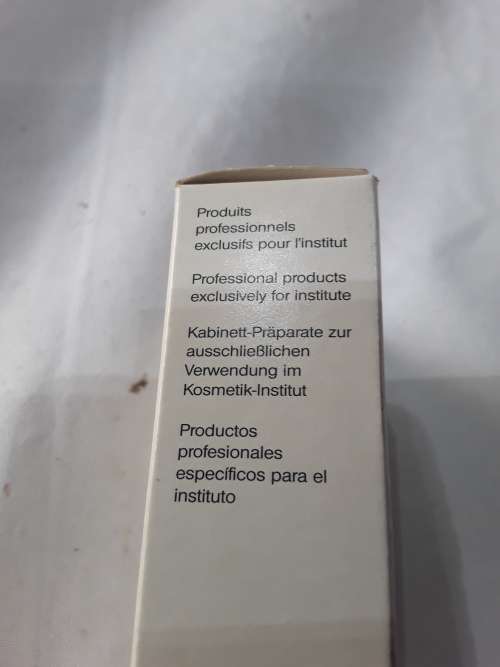 Produits
professionnels
exclusifs pour l'institut
Professional products
exclusively for institute
Kabinett-Präparate zur
ausschließlichen
Verwendung im
Kosmetik-Institut
Productos
profesionales
específicos para el
instituto